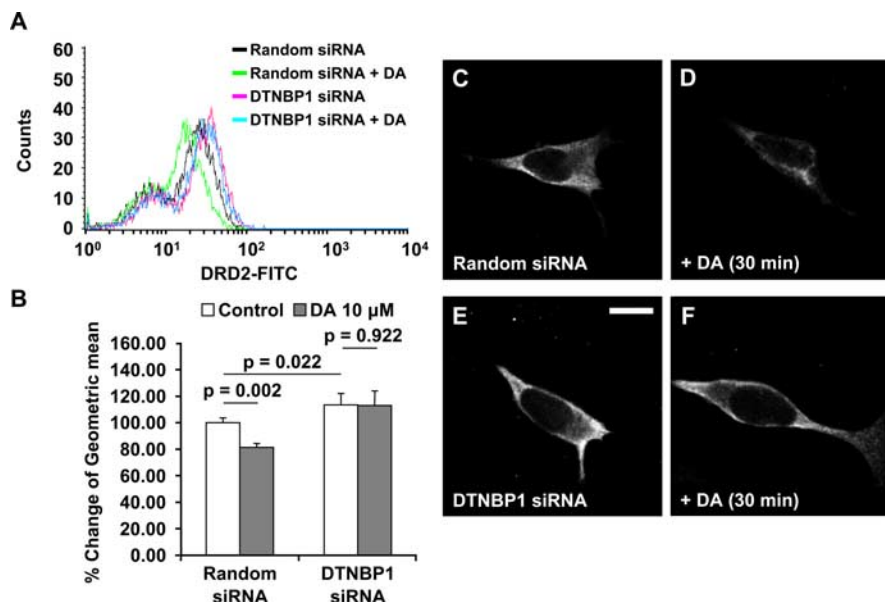 A
60
50
40
30
20
10
0
Counts
Random siRNA
Random siRNA + DA
DTNBP1 siRNA
DTNBP1 siRNA + DA
10⁰ 10¹ 10² 10³ 10⁴
DRD2-FITC
B
Control DA 10 µM
160.00
140.00
120.00
100.00
80.00
60.00
40.00
20.00
0.00
% Change of Geometric mean
p = 0.922
p = 0.022
p = 0.002
Random siRNA
DTNBP1 siRNA
C
Random siRNA
D
+ DA (30 min)
E
DTNBP1 siRNA
F
+ DA (30 min)